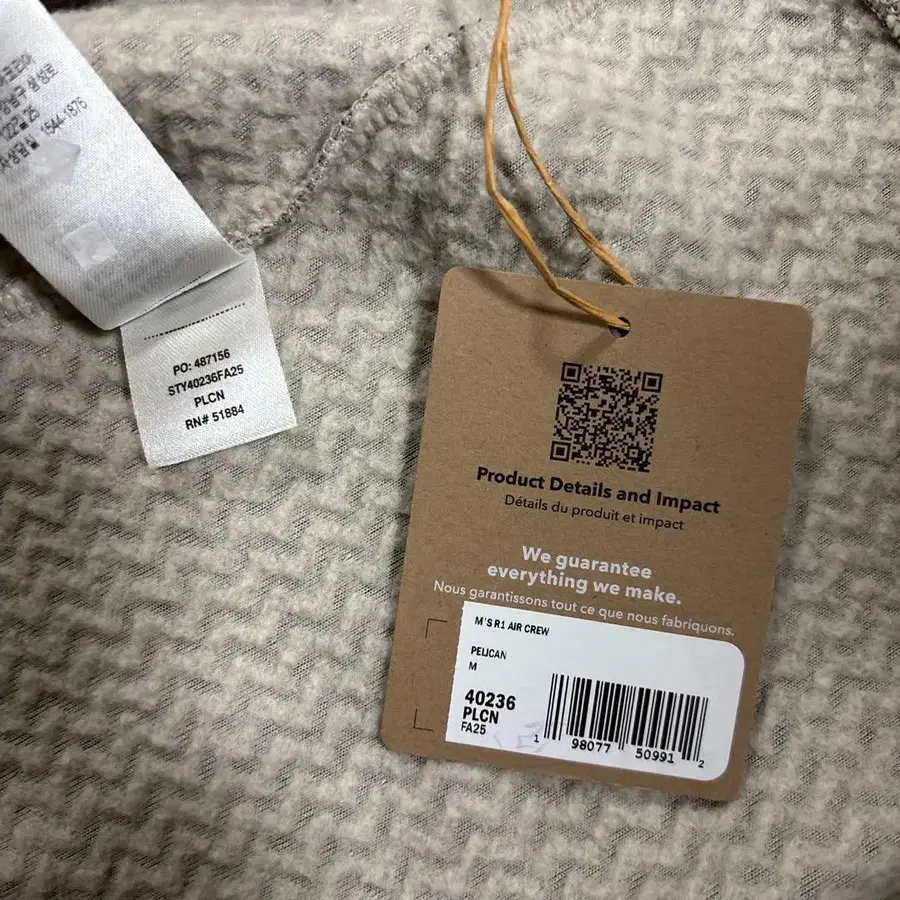 1544-1876
PO: 487156
STY40236FA25
PLCN
RN# 51884
Product Details and Impact
Détails du produit et impact
We guarantee
everything we make.
Nous garantissons tout ce que nous fabriquons.
M'S R1 AIR CREW
PELICAN
M
40236
PLCN
FA25
1 98077 50991 2